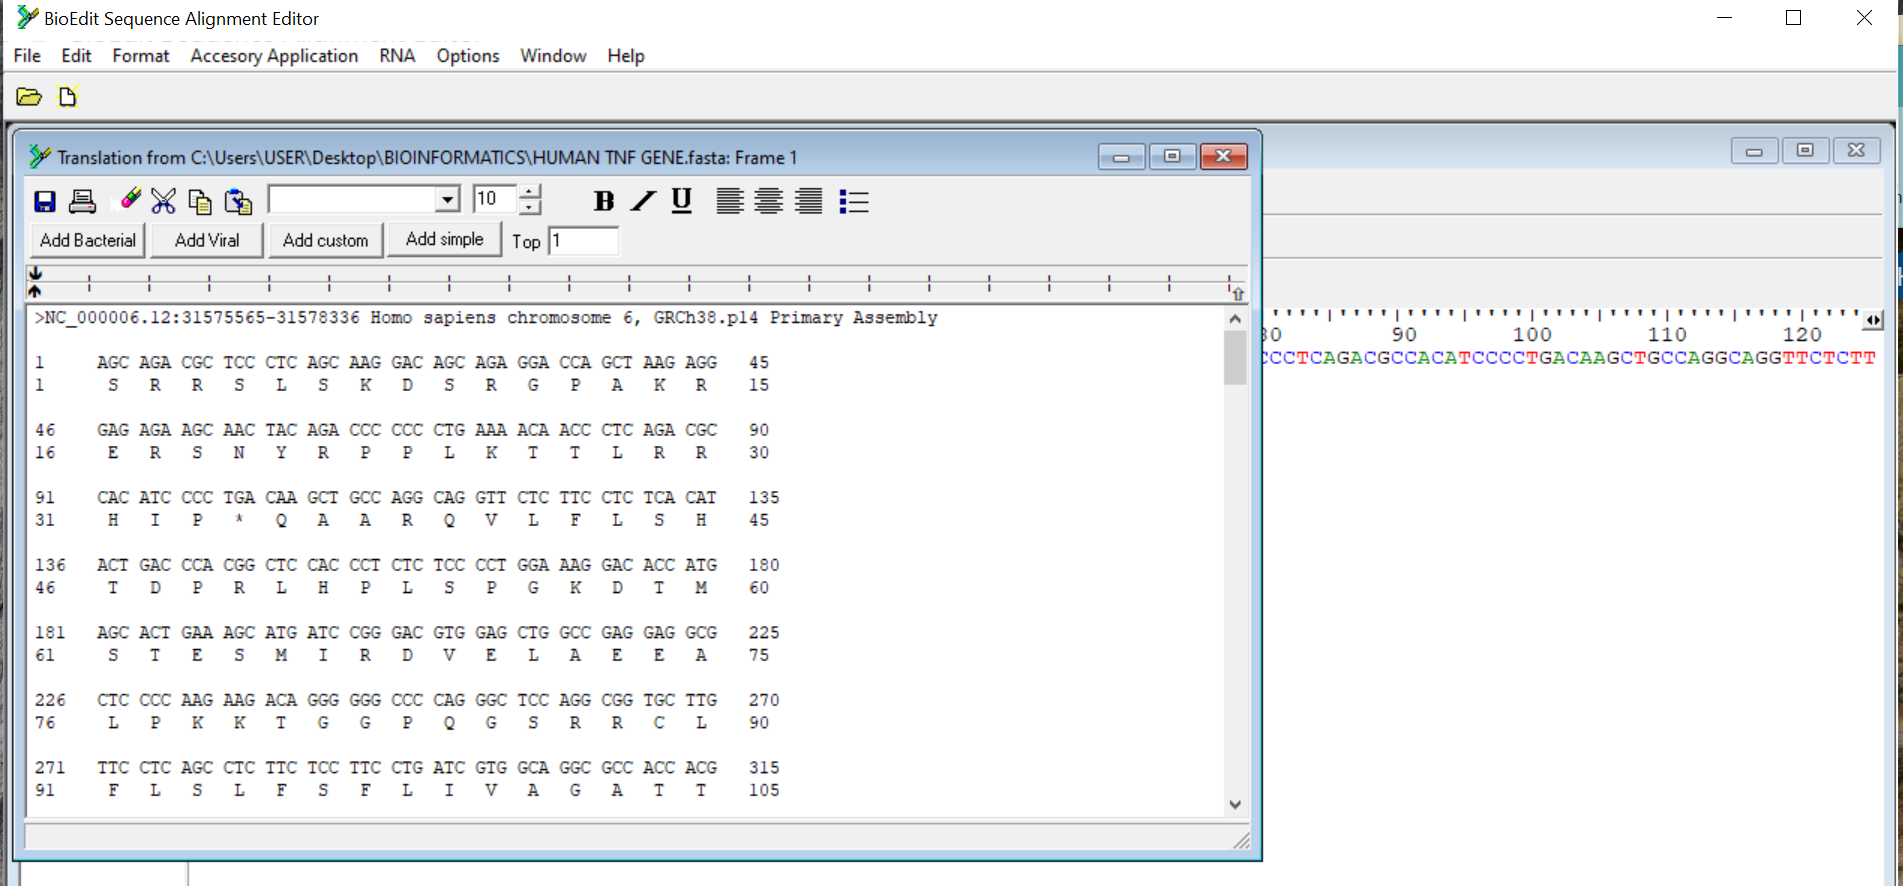 BioEdit Sequence Alignment Editor
File Edit Format Accesory Application RNA Options Window Help
Translation from C:\Users\USER\Desktop\BIOINFORMATICS\HUMAN TNF GENE.fasta: Frame 1
10 B I U
Add Bacterial Add Viral Add custom Add simple Top 1
>NC_000006.12:31575565-31578336 Homo sapiens chromosome 6, GRCh38.p14 Primary Assembly
1 AGC AGA CGC TCC CTC AGC AAG GAC AGC AGA GGA CCA GCT AAG AGG 45
1 S R R S L S K D S R G P A K R 15
46 GAG AGA AGC AAC TAC AGA CCC CCC CTG AAA ACA ACC CTC AGA CGC 90
16 E R S N Y R P P L K T T L R R 30
91 CAC ATC CCC TGA CAA GCT GCC AGG CAG GTT CTC TTC CTC TCA CAT 135
31 H I P * Q A A R Q V L F L S H 45
136 ACT GAC CCA CGG CTC CAC CCT CTC TCC CCT GGA AAG GAC ACC ATG 180
46 T D P R L H P L S P G K D T M 60
181 AGC ACT GAA AGC ATG ATC CGG GAC GTG GAG CTG GCC GAG GAG GCG 225
61 S T E S M I R D V E L A E E A 75
226 CTC CCC AAG AAG ACA GGG GGG CCC CAG GGC TCC AGG CGG TGC TTG 270
76 L P K K T G G P Q G S R R C L 90
271 TTC CTC AGC CTC TTC TCC TTC CTG ATC GTG GCA GGC GCC ACC ACG 315
91 F L S L F S F L I V A G A T T 105
90 100 110 120
CCCTCAGACGCCACATCCCCTGACAAGCTGCCAGGCAGGTTCTCTT